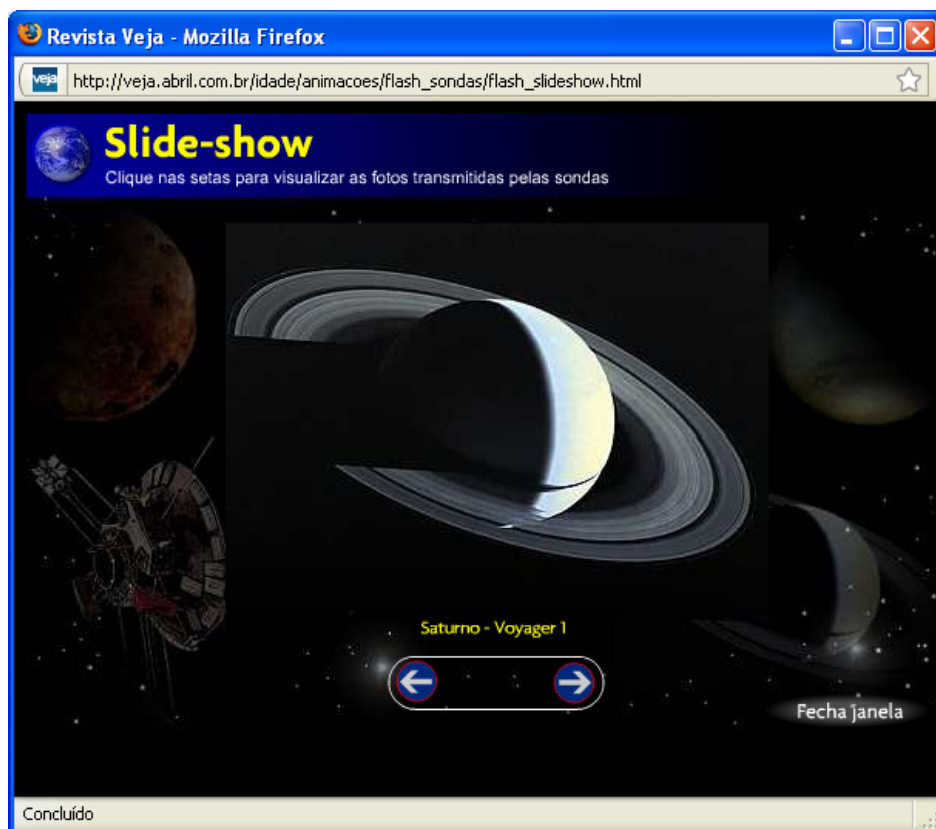 Revista Veja - Mozilla Firefox
veja http://veja.abril.com.br/idade/animacoes/flash_sondas/flash_slideshow.html
Slide-show
Clique nas setas para visualizar as fotos transmitidas pelas sondas
Saturno - Voyager 1
Fecha janela
Concluído